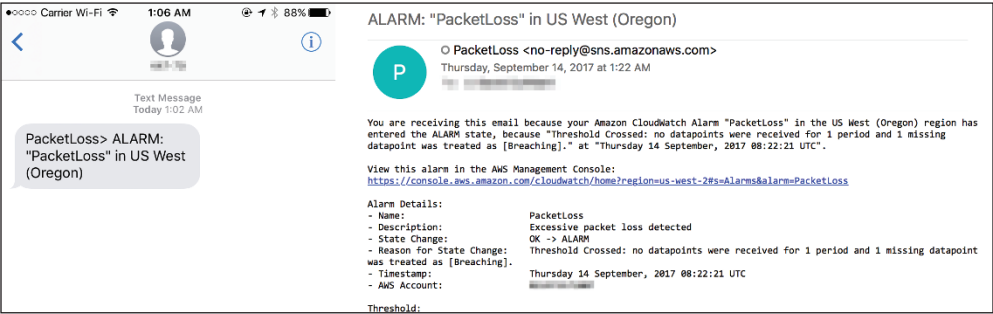 Carrier Wi-Fi 1:06 AM 88%
Text Message
Today 1:02 AM
PacketLoss> ALARM:
"PacketLoss" in US West
(Oregon)
ALARM: "PacketLoss" in US West (Oregon)
P
PacketLoss <no-reply@sns.amazonaws.com>
Thursday, September 14, 2017 at 1:22 AM
You are receiving this email because your Amazon CloudWatch Alarm "PacketLoss" in the US West (Oregon) region has
entered the ALARM state, because "Threshold Crossed: no datapoints were received for 1 period and 1 missing
datapoint was treated as [Breaching]." at "Thursday 14 September, 2017 08:22:21 UTC".
View this alarm in the AWS Management Console:
https://console.aws.amazon.com/cloudwatch/home?region=us-west-2#s=Alarms&alarm=PacketLoss
Alarm Details:
- Name: PacketLoss
- Description: Excessive packet loss detected
- State Change: OK -> ALARM
- Reason for State Change: Threshold Crossed: no datapoints were received for 1 period and 1 missing datapoint
was treated as [Breaching].
- Timestamp: Thursday 14 September, 2017 08:22:21 UTC
- AWS Account:
Threshold: